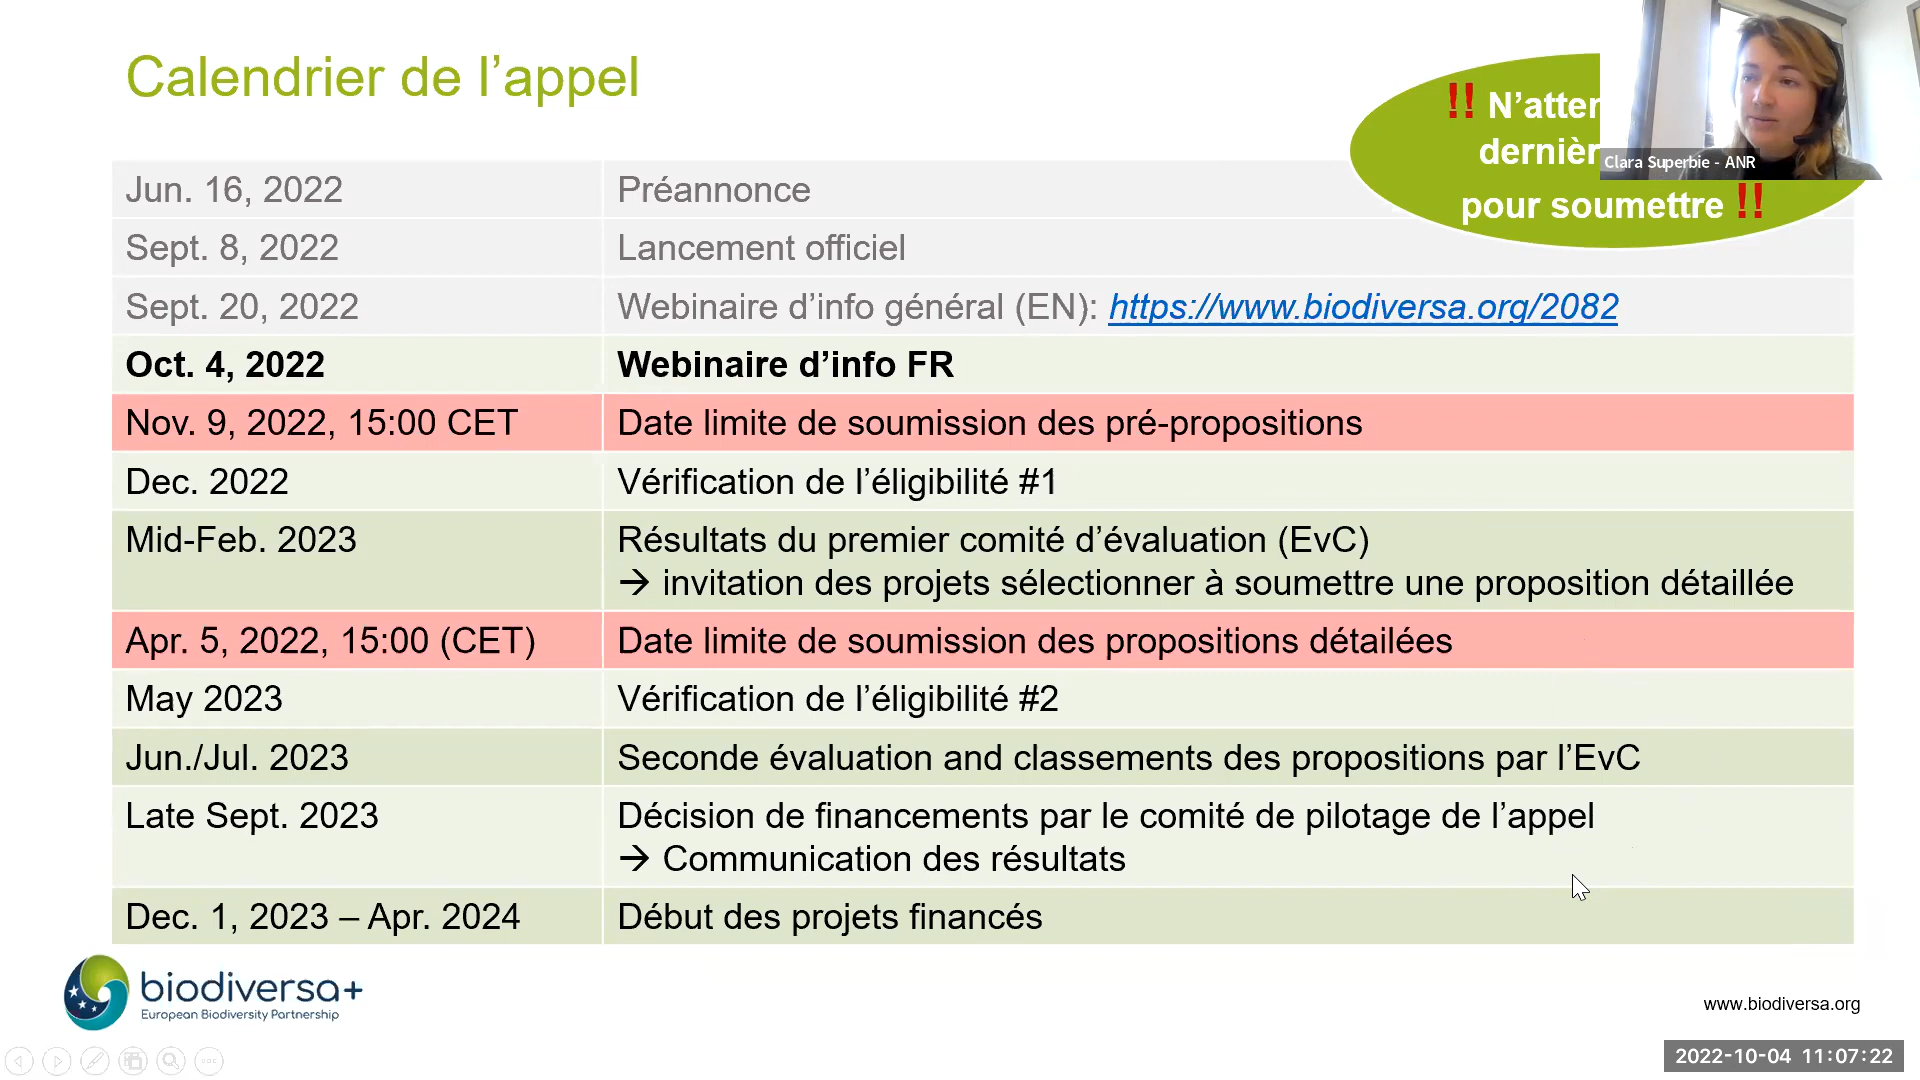 Calendrier de l’appel
!! N’atten
dernièr
pour soumettre !!
Clara Superbie - ANR
Jun. 16, 2022 Préannonce
Sept. 8, 2022 Lancement officiel
Sept. 20, 2022 Webinaire d’info général (EN): https://www.biodiversa.org/2082
Oct. 4, 2022 Webinaire d’info FR
Nov. 9, 2022, 15:00 CET Date limite de soumission des pré-propositions
Dec. 2022 Vérification de l’éligibilité #1
Mid-Feb. 2023 Résultats du premier comité d’évaluation (EvC)
→ invitation des projets sélectionner à soumettre une proposition détaillée
Apr. 5, 2022, 15:00 (CET) Date limite de soumission des propositions détailées
May 2023 Vérification de l’éligibilité #2
Jun./Jul. 2023 Seconde évaluation and classements des propositions par l’EvC
Late Sept. 2023 Décision de financements par le comité de pilotage de l’appel
→ Communication des résultats
Dec. 1, 2023 – Apr. 2024 Début des projets financés
biodiversa+
European Biodiversity Partnership
www.biodiversa.org
2022-10-04 11:07:22